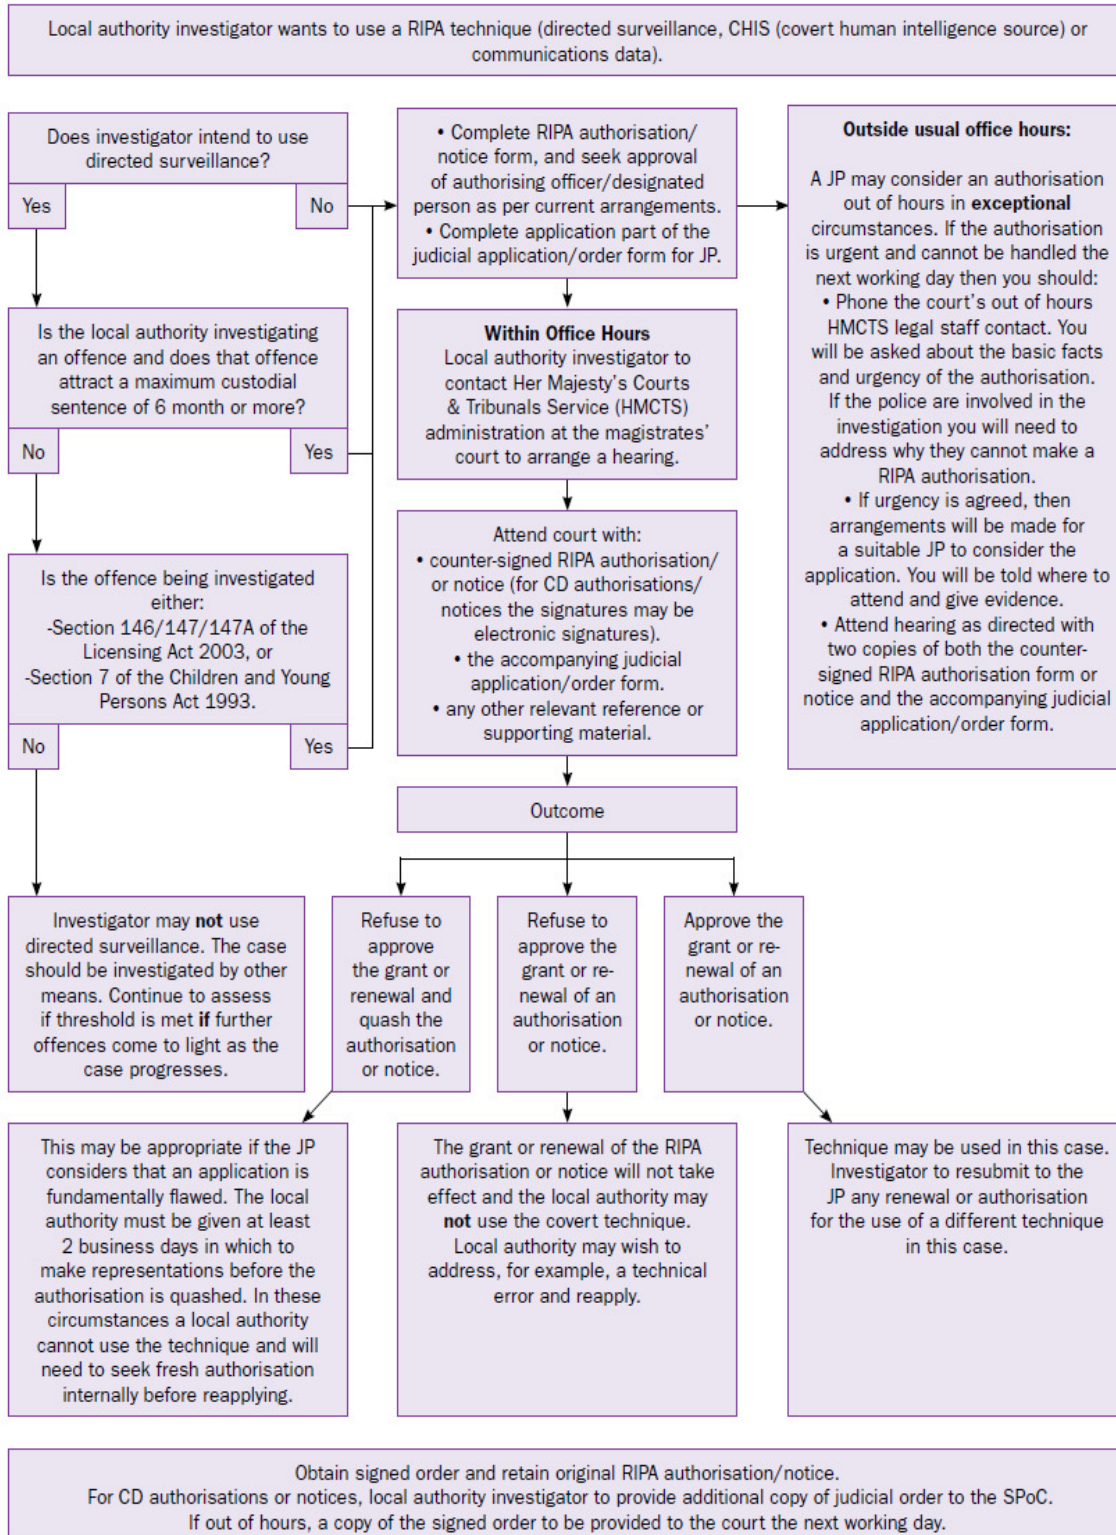 Local authority investigator wants to use a RIPA technique (directed surveillance, CHIS (covert human intelligence source) or
communications data).
Does investigator intend to use
directed surveillance?
Yes
No
Is the local authority investigating
an offence and does that offence
attract a maximum custodial
sentence of 6 month or more?
No
Yes
Is the offence being investigated
either:
-Section 146/147/147A of the
Licensing Act 2003, or
-Section 7 of the Children and Young
Persons Act 1993.
No
Yes
• Complete RIPA authorisation/
notice form, and seek approval
of authorising officer/designated
person as per current arrangements.
• Complete application part of the
judicial application/order form for JP.
Within Office Hours
Local authority investigator to
contact Her Majesty's Courts
& Tribunals Service (HMCTS)
administration at the magistrates'
court to arrange a hearing.
Attend court with:
• counter-signed RIPA authorisation/
or notice (for CD authorisations/
notices the signatures may be
electronic signatures).
• the accompanying judicial
application/order form.
• any other relevant reference or
supporting material.
Outside usual office hours:
A JP may consider an authorisation
out of hours in exceptional
circumstances. If the authorisation
is urgent and cannot be handled the
next working day then you should:
• Phone the court's out of hours
HMCTS legal staff contact. You
will be asked about the basic facts
and urgency of the authorisation.
If the police are involved in the
investigation you will need to
address why they cannot make a
RIPA authorisation.
• If urgency is agreed, then
arrangements will be made for
a suitable JP to consider the
application. You will be told where to
attend and give evidence.
• Attend hearing as directed with
two copies of both the counter-
signed RIPA authorisation form or
notice and the accompanying judicial
application/order form.
Outcome
Investigator may not use
directed surveillance. The case
should be investigated by other
means. Continue to assess
if threshold is met if further
offences come to light as the
case progresses.
Refuse to
approve
the grant or
renewal and
quash the
authorisation
or notice.
Refuse to
approve the
grant or re-
newal of an
authorisation
or notice.
Approve the
grant or re-
newal of an
authorisation
or notice.
This may be appropriate if the JP
considers that an application is
fundamentally flawed. The local
authority must be given at least
2 business days in which to
make representations before the
authorisation is quashed. In these
circumstances a local authority
cannot use the technique and will
need to seek fresh authorisation
internally before reapplying.
The grant or renewal of the RIPA
authorisation or notice will not take
effect and the local authority may
not use the covert technique.
Local authority may wish to
address, for example, a technical
error and reapply.
Technique may be used in this case.
Investigator to resubmit to the
JP any renewal or authorisation
for the use of a different technique
in this case.
Obtain signed order and retain original RIPA authorisation/notice.
For CD authorisations or notices, local authority investigator to provide additional copy of judicial order to the SPoC.
If out of hours, a copy of the signed order to be provided to the court the next working day.